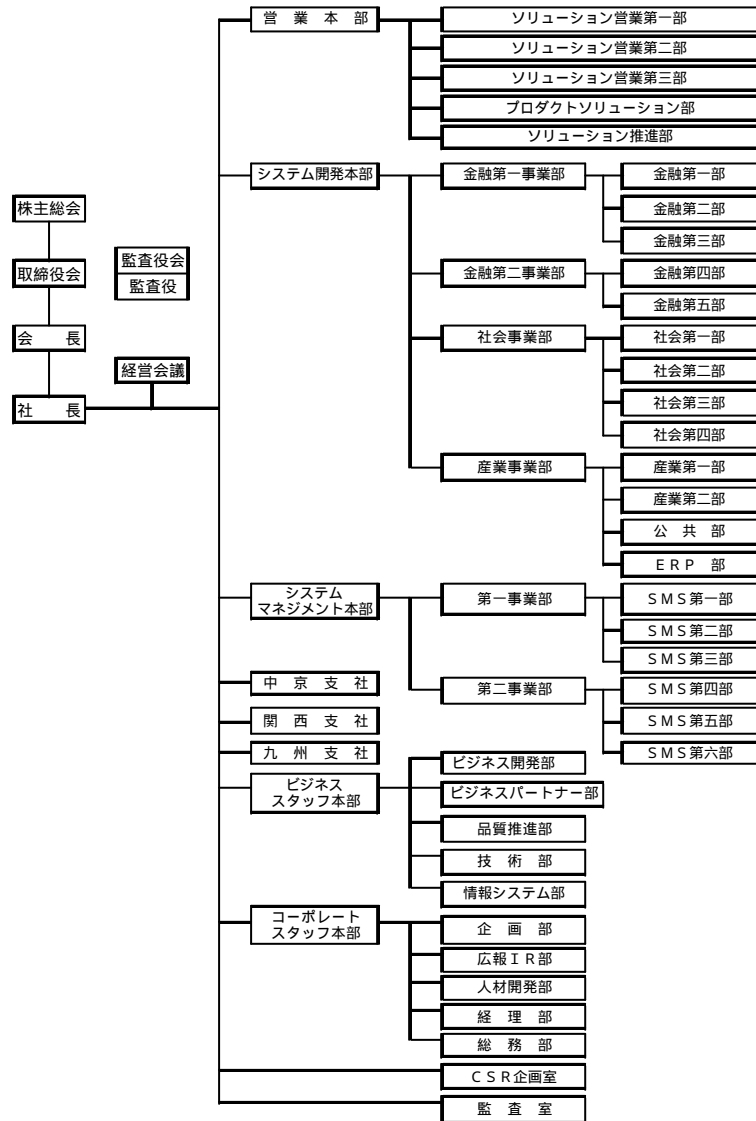 株主総会
取締役会
会　長
社　長
監査役会
監査役
経営会議
営　業　本　部
ソリューション営業第一部
ソリューション営業第二部
ソリューション営業第三部
プロダクトソリューション部
ソリューション推進部
システム開発本部
金融第一事業部
金融第一部
金融第二部
金融第三部
金融第二事業部
金融第四部
金融第五部
社会事業部
社会第一部
社会第二部
社会第三部
社会第四部
産業事業部
産業第一部
産業第二部
公　共　部
ＥＲＰ　部
システム
マネジメント本部
第一事業部
ＳＭＳ第一部
ＳＭＳ第二部
ＳＭＳ第三部
第二事業部
ＳＭＳ第四部
ＳＭＳ第五部
ＳＭＳ第六部
中　京　支　社
関　西　支　社
九　州　支　社
ビジネス
スタッフ本部
ビジネス開発部
ビジネスパートナー部
品質推進部
技　術　部
情報システム部
コーポレート
スタッフ本部
企　画　部
広報ＩＲ部
人材開発部
経　理　部
総　務　部
ＣＳＲ企画室
監　査　室